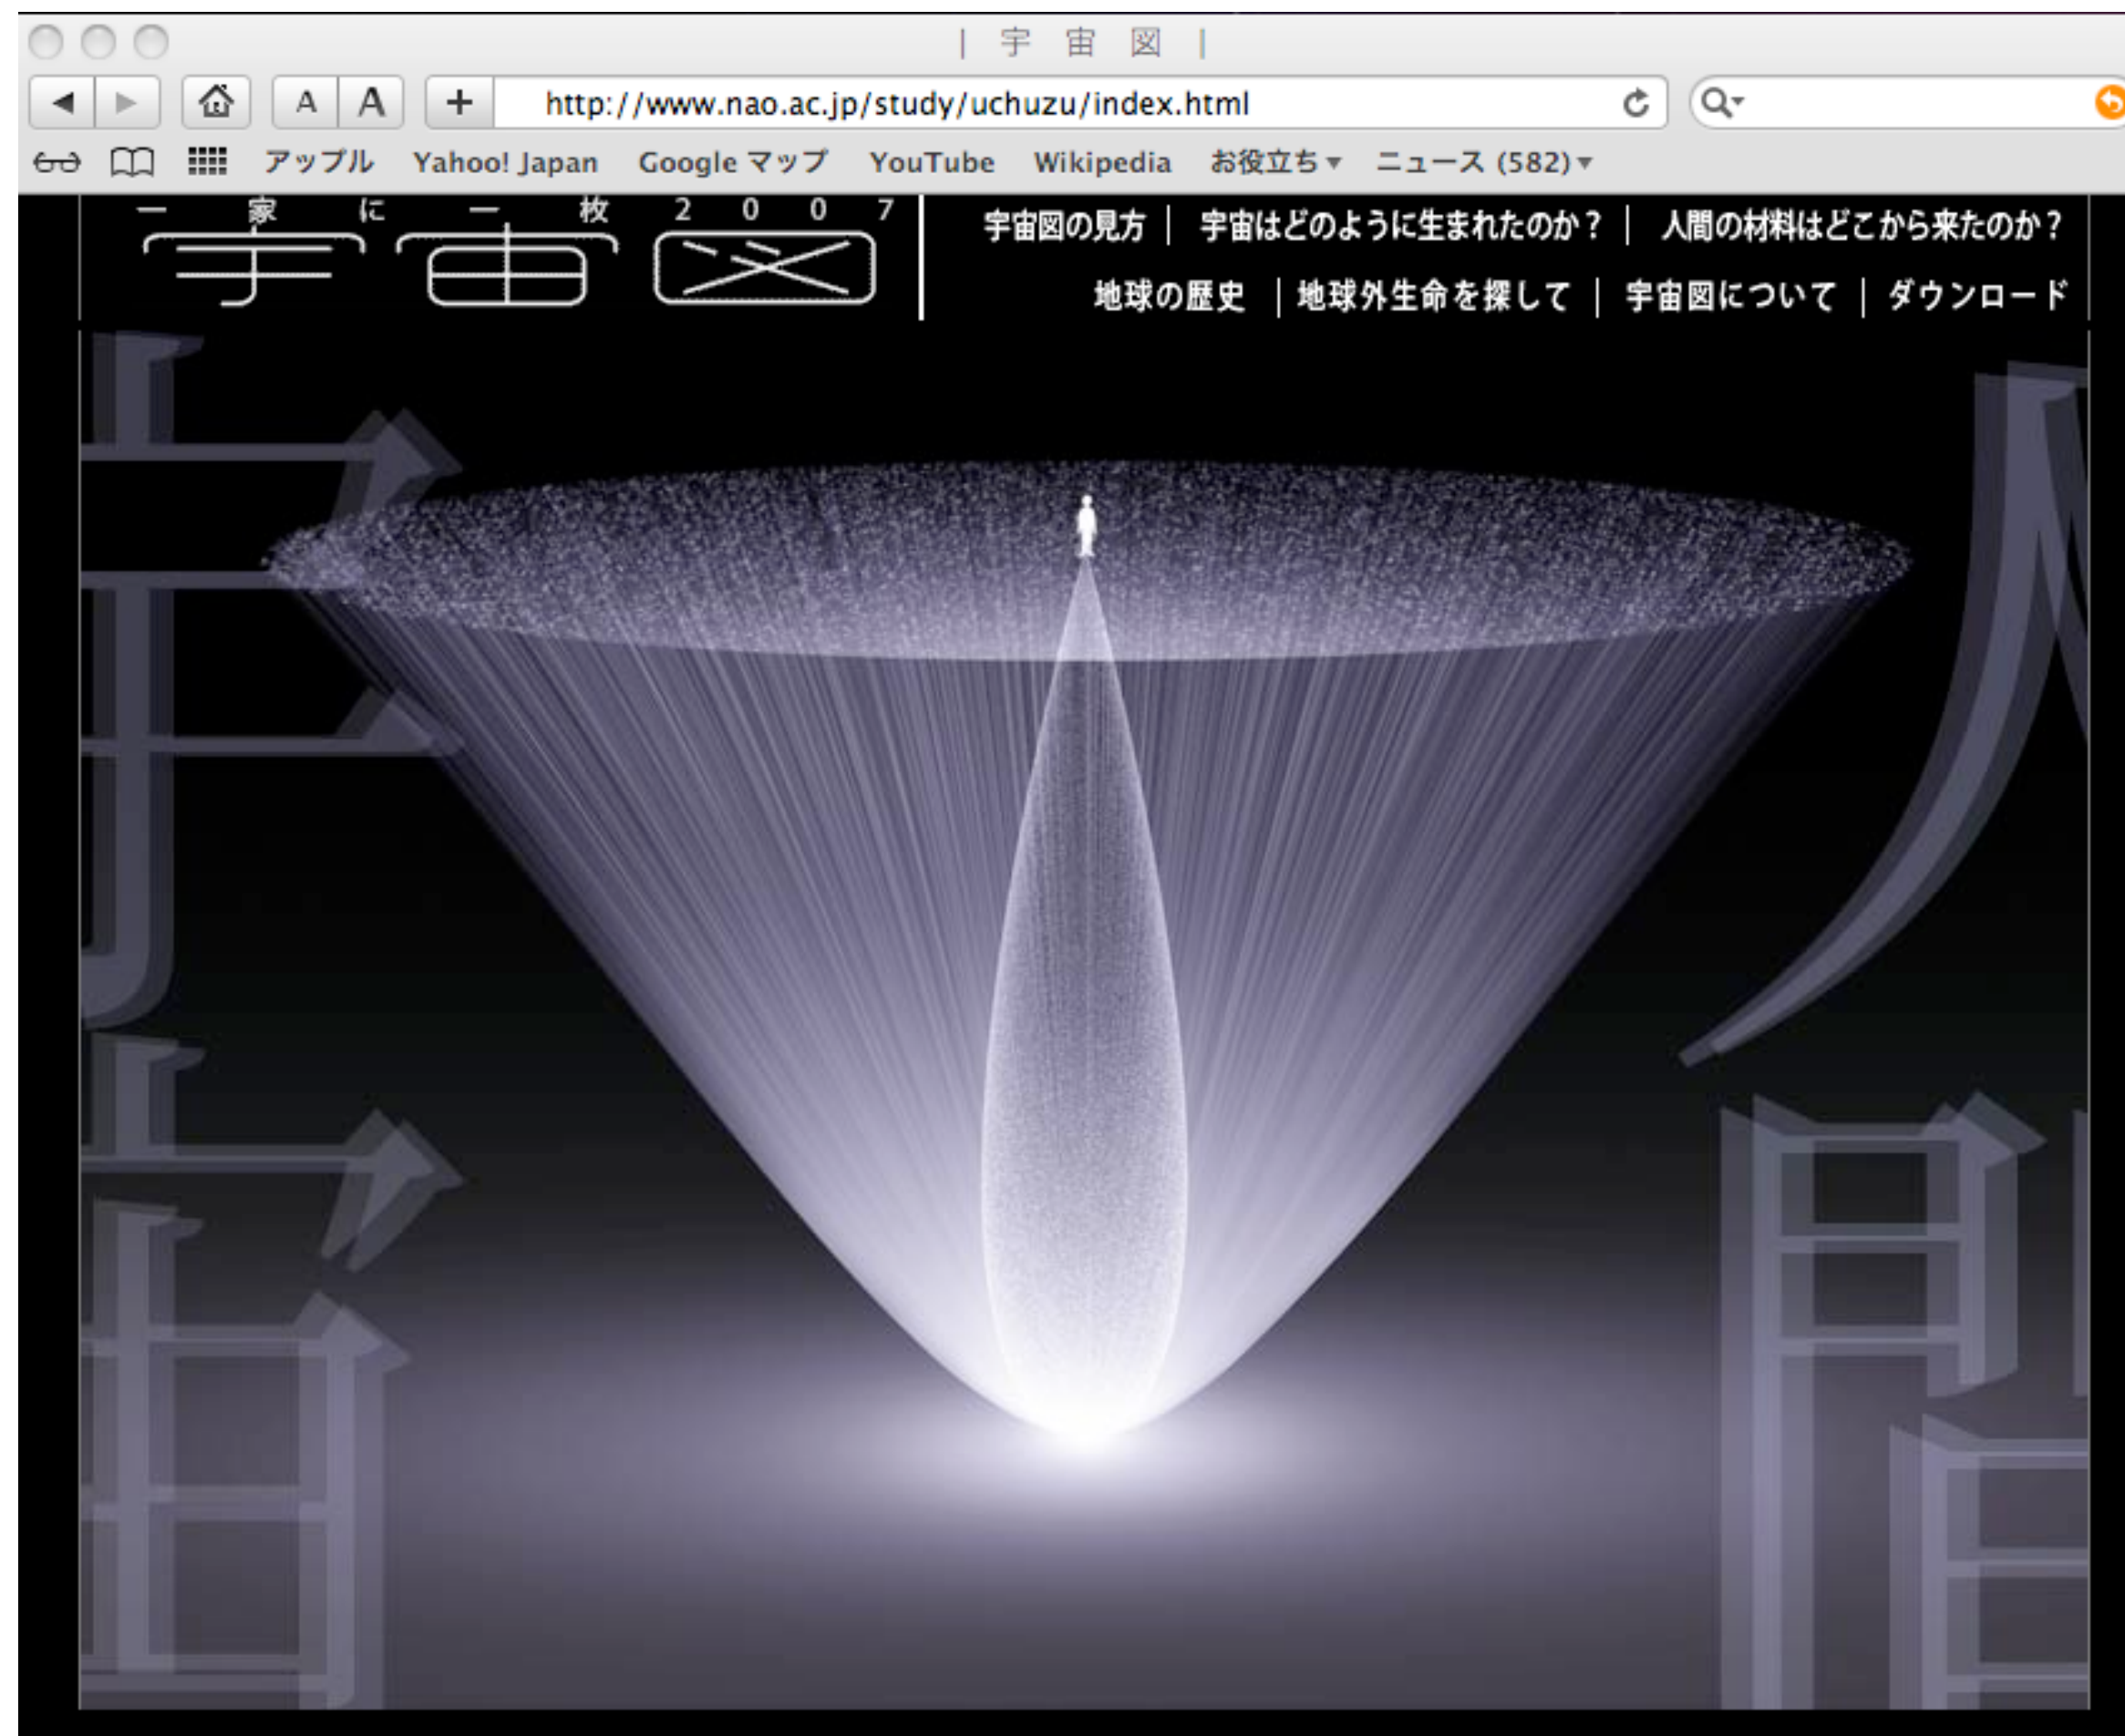 | 宇 宙 図 |
A A + http://www.nao.ac.jp/study/uchuzu/index.html
アップル Yahoo! Japan Google マップ YouTube Wikipedia お役立ち ニュース (582)
一家に一枚2007
宇宙図
宇宙図の見方 | 宇宙はどのように生まれたのか？ | 人間の材料はどこから来たのか？
地球の歴史 | 地球外生命を探して | 宇宙図について | ダウンロード
宇宙
人間